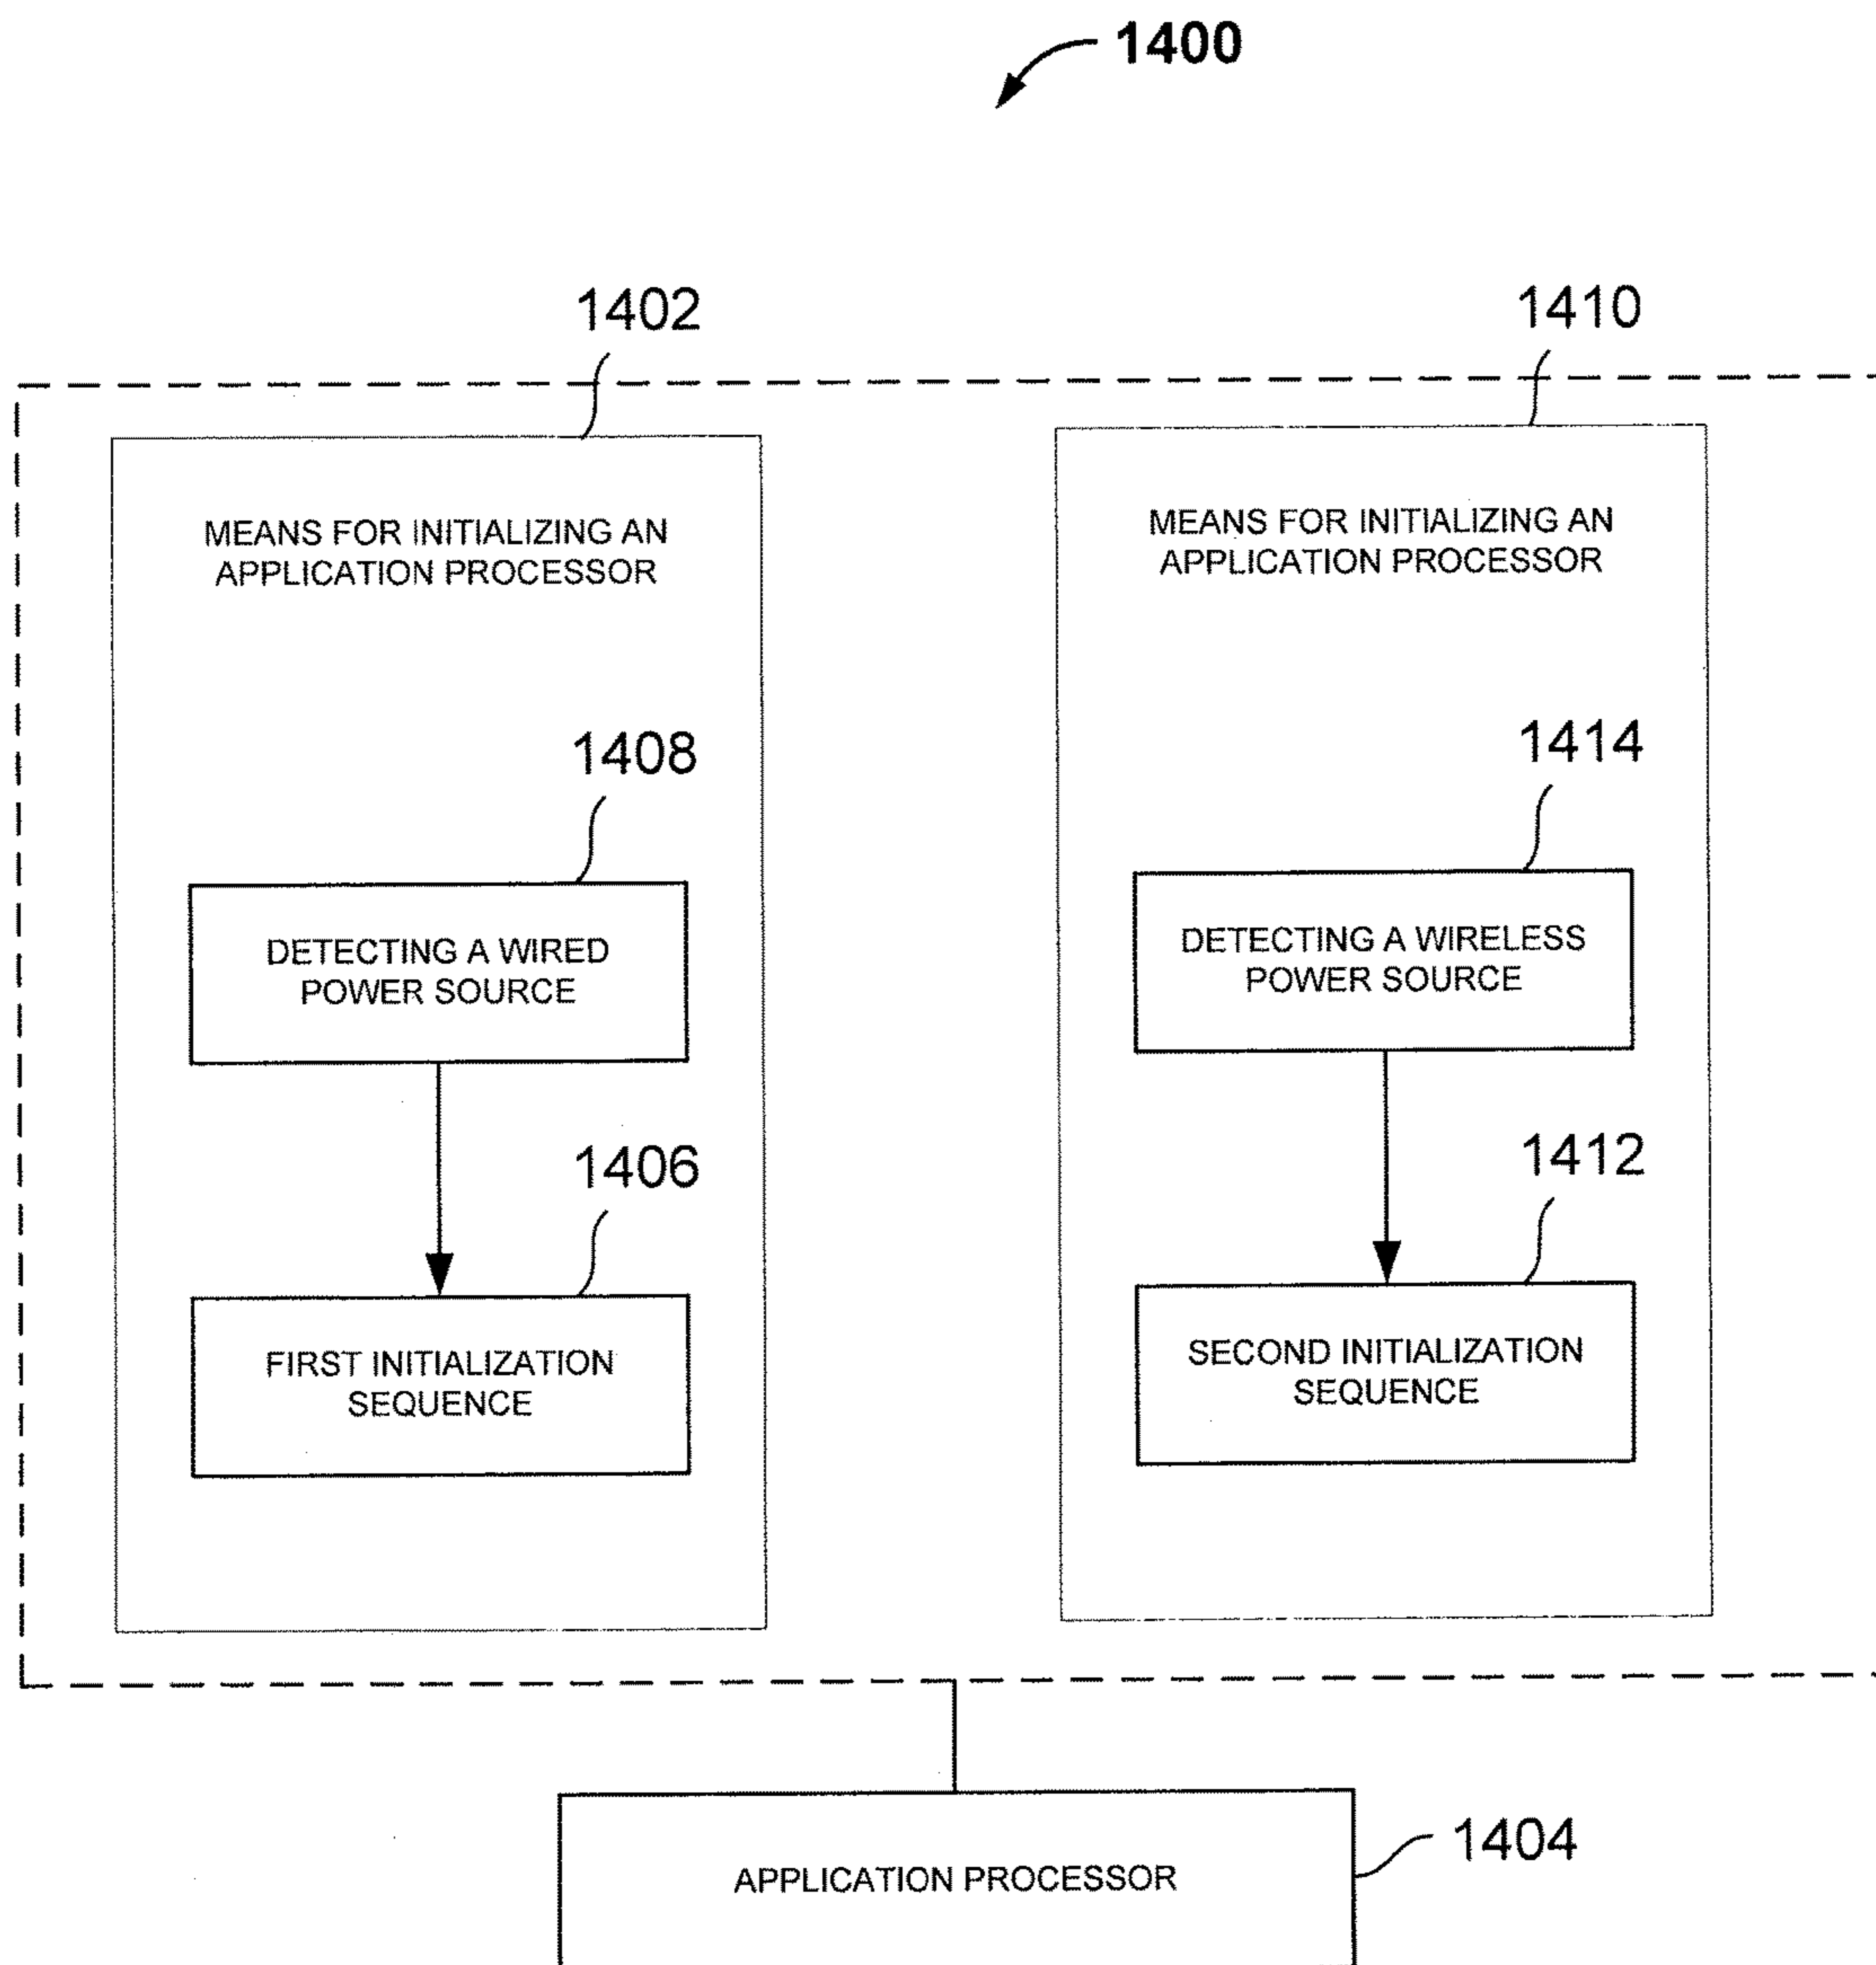 1400
1402
1410
MEANS FOR INITIALIZING AN
APPLICATION PROCESSOR
MEANS FOR INITIALIZING AN
APPLICATION PROCESSOR
1408
1414
DETECTING A WIRED
POWER SOURCE
DETECTING A WIRELESS
POWER SOURCE
1406
1412
FIRST INITIALIZATION
SEQUENCE
SECOND INITIALIZATION
SEQUENCE
1404
APPLICATION PROCESSOR